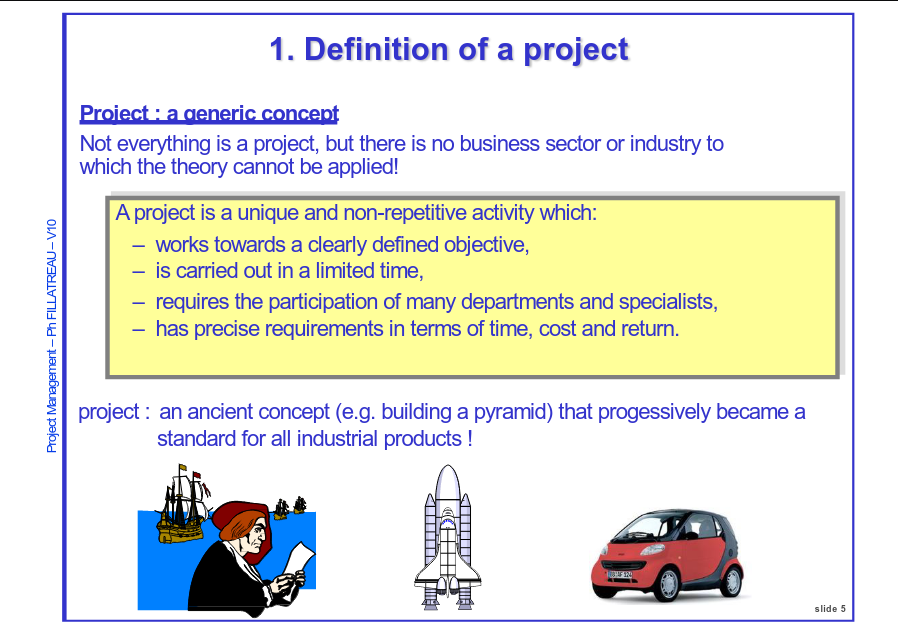 1. Definition of a project
Project : a generic concept
Not everything is a project, but there is no business sector or industry to
which the theory cannot be applied!
A project is a unique and non-repetitive activity which:
– works towards a clearly defined objective,
– is carried out in a limited time,
– requires the participation of many departments and specialists,
– has precise requirements in terms of time, cost and return.
project : an ancient concept (e.g. building a pyramid) that progessively became a
standard for all industrial products !
Project Management – Ph FILLATREAU – V10
slide 5